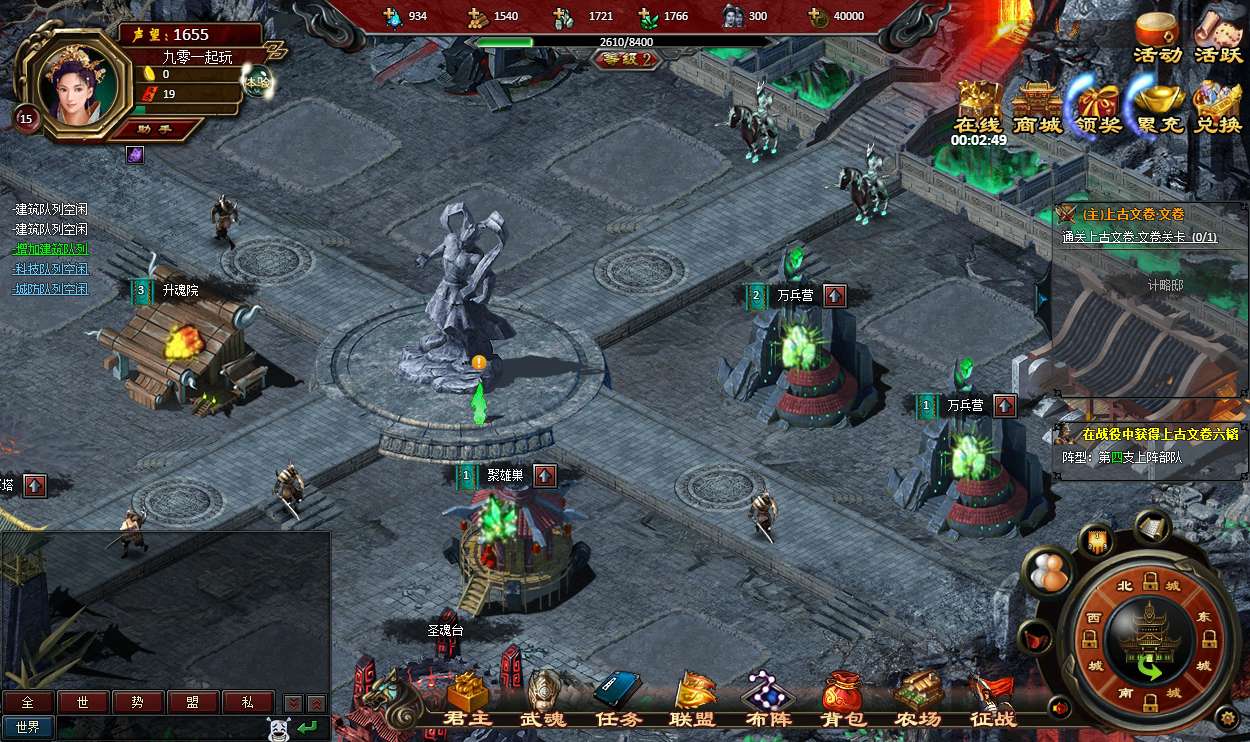 934 1540 1721 1766 300 40000
2610/8400
等级 2
声望：1655
九零一起玩
0
19
体验
15
助手
活动 活跃
在线 商城 领奖 累充 兑换
00:02:49
-建筑队列空闲
-建筑队列空闲
-增加建筑队列
-科技队列空闲
-城防队列空闲
(主)上古文卷·文卷
通关上古文卷·文卷关卡 (0/1)
计略邸
3 升魂院
2 万兵营
1 万兵营
在战役中获得上古文卷六韬
阵型：第四支上阵部队
塔
1 聚雄巢
圣魂台
北城
西城
东城
南城
全 世 势 盟 私
世界
君主 武魂 任务 联盟 布阵 背包 农场 征战